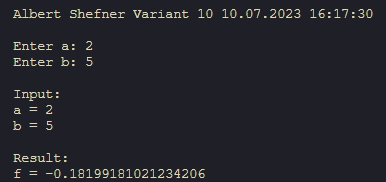 Albert Shefner Variant 10 10.07.2023 16:17:30
Enter a: 2
Enter b: 5
Input:
a = 2
b = 5
Result:
f = -0.18199181021234206